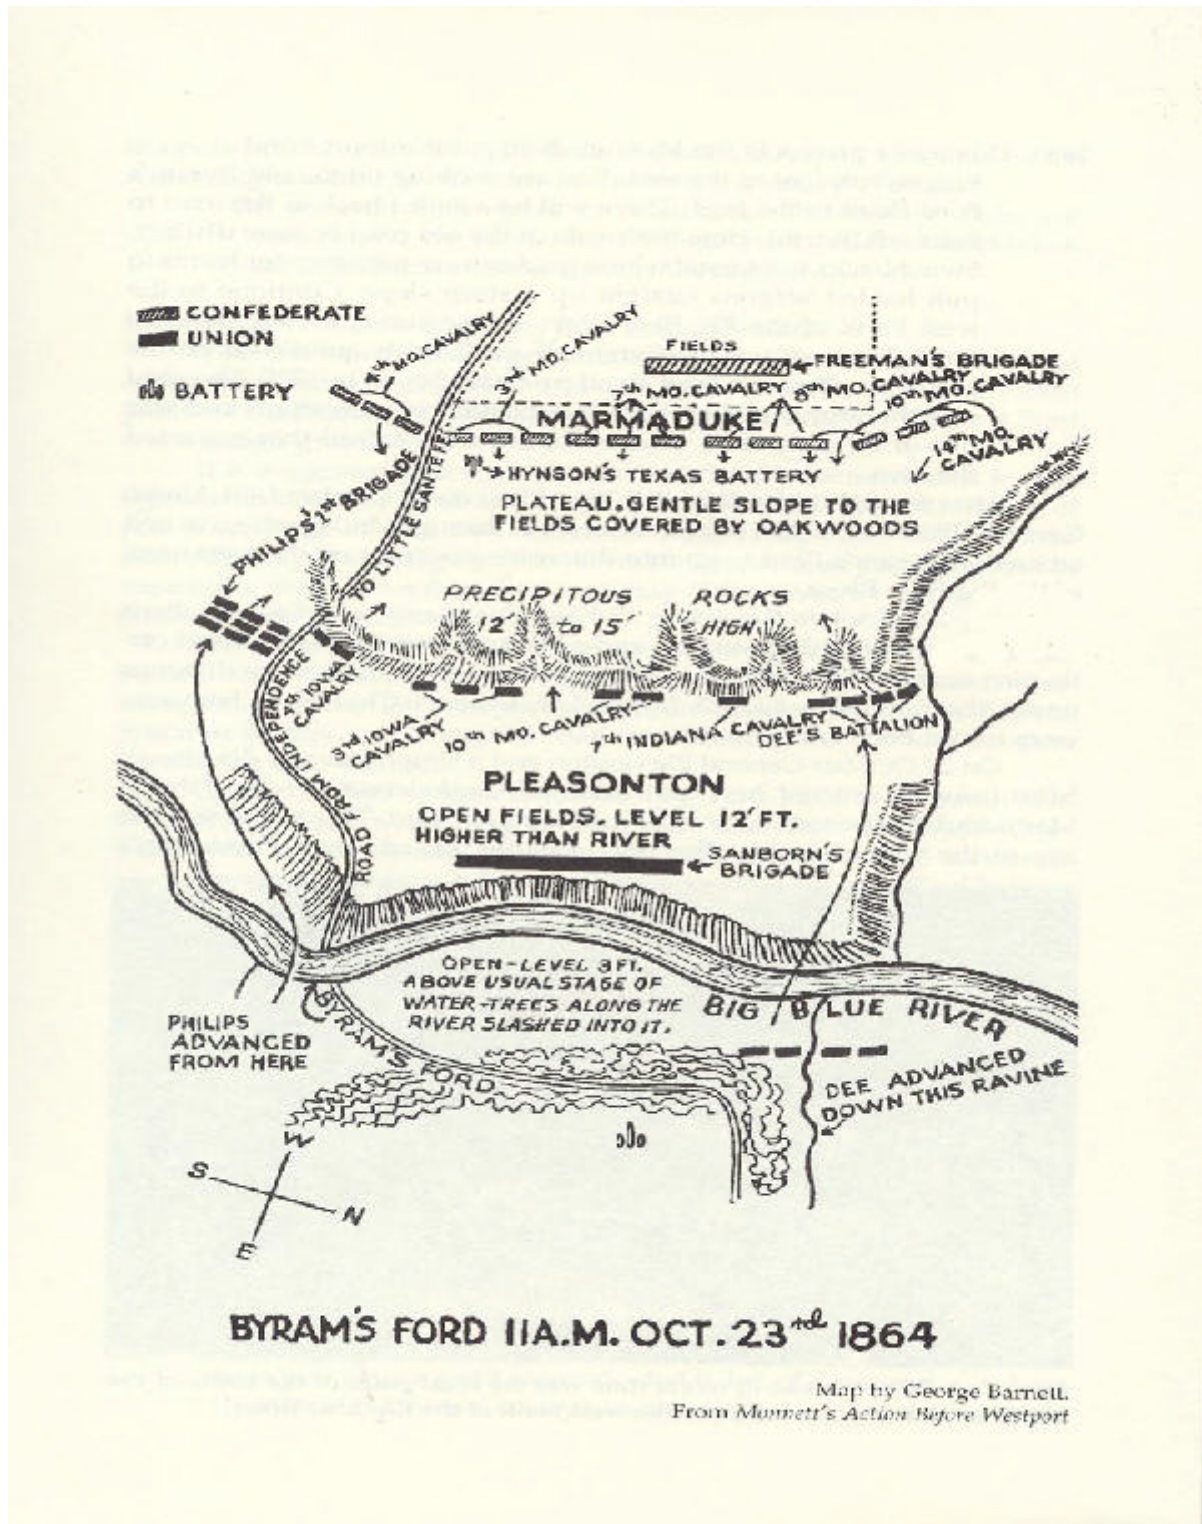 CONFEDERATE
UNION
BATTERY
MO. CAVALRY
MO. CAVALRY
FIELDS
FREEMAN'S BRIGADE
7th MO. CAVALRY
8th MO. CAVALRY
10th MO. CAVALRY
MARMADUKE
14th MO.
CAVALRY
HYNSON'S TEXAS BATTERY
PLATEAU. GENTLE SLOPE TO THE
FIELDS COVERED BY OAK WOODS
PHILIPS' 1st BRIGADE
TO LITTLE SANTE FE
PRECIPITOUS ROCKS
12' to 15' HIGH
ROAD FROM INDEPENDENCE
IOWA
CAVALRY
3rd IOWA
CAVALRY
10th MO. CAVALRY
7th INDIANA CAVALRY
DEE'S BATTALION
PLEASONTON
OPEN FIELDS. LEVEL 12' FT.
HIGHER THAN RIVER
SANBORN'S
BRIGADE
OPEN-LEVEL 3 FT.
ABOVE USUAL STAGE OF
WATER-TREES ALONG THE
RIVER SLASHED INTO IT.
BIG BLUE RIVER
PHILIPS
ADVANCED
FROM HERE
BYRAM'S FORD
DEE ADVANCED
DOWN THIS RAVINE
W
S
N
E
BYRAM'S FORD 11 A.M. OCT. 23rd 1864
Map by George Barnett.
From Monnett's Action Before Westport